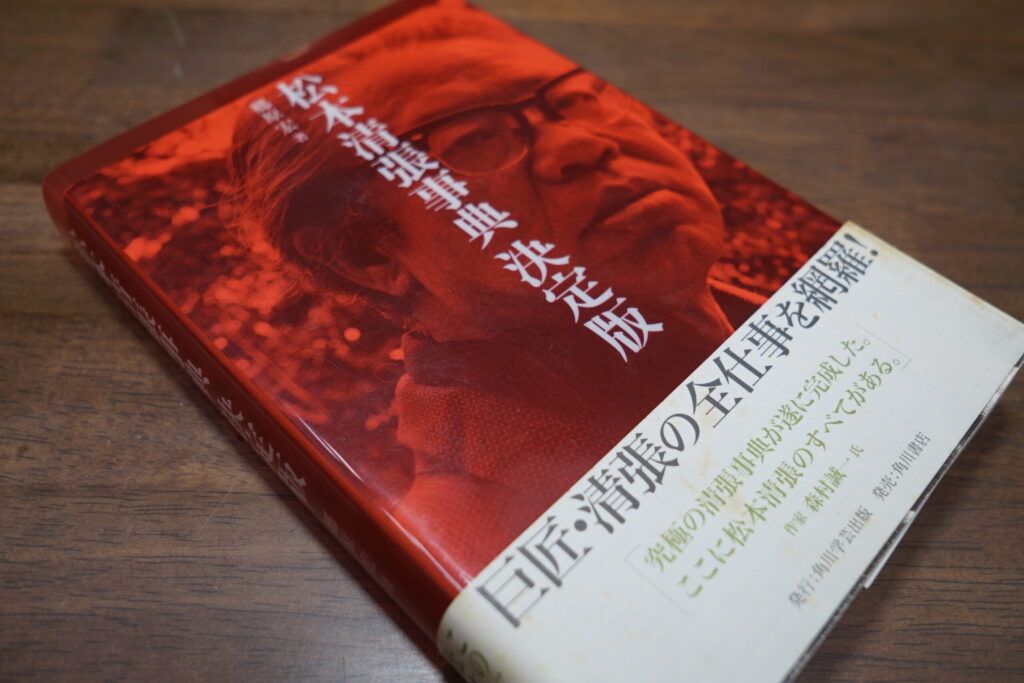 松本清張事典 決定版
郷原 宏 著
巨匠・清張の全仕事を網羅!
究極の清張事典が遂に完成した。
ここに松本清張のすべてがある。
作家 森村誠一 氏
発行:角川学芸出版 発売:角川書店